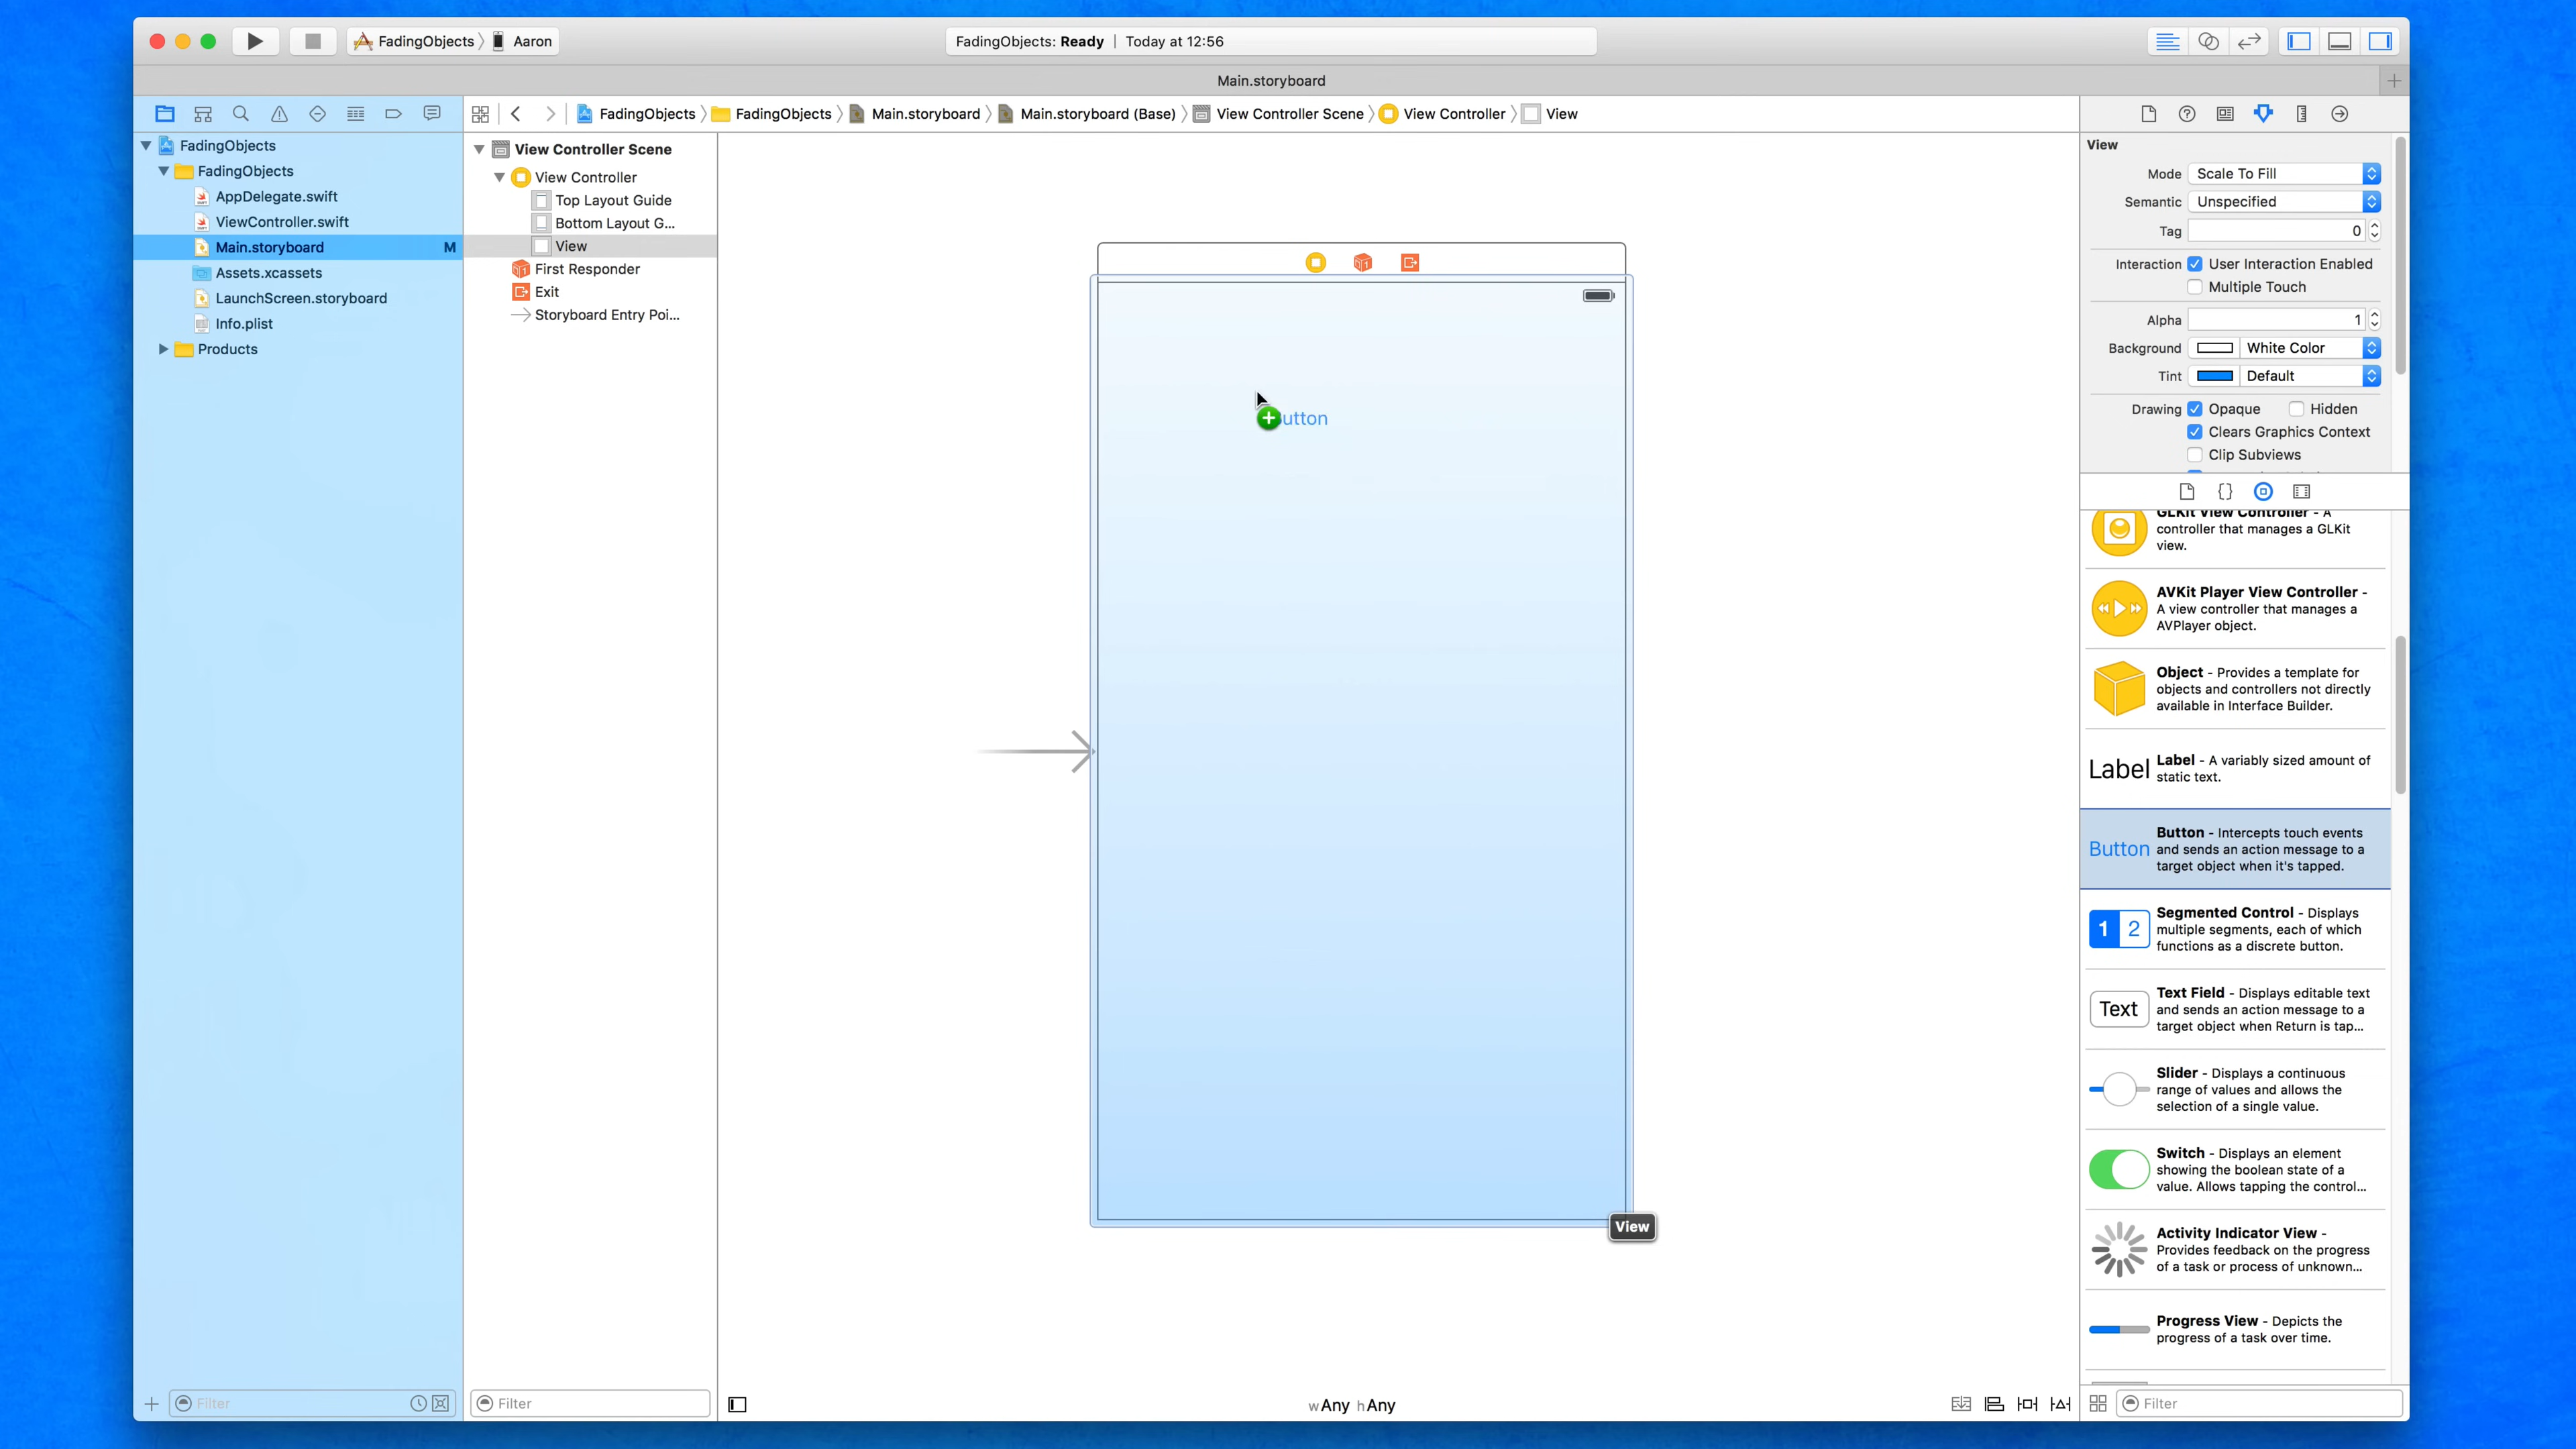 FadingObjects
Aaron
FadingObjects: Ready | Today at 12:56
Main.storyboard
FadingObjects
FadingObjects
Main.storyboard
Main.storyboard (Base)
View Controller Scene
View Controller
View
FadingObjects
FadingObjects
AppDelegate.swift
ViewController.swift
Main.storyboard
M
Assets.xcassets
LaunchScreen.storyboard
Info.plist
Products
Filter
View Controller Scene
View Controller
Top Layout Guide
Bottom Layout G...
View
First Responder
Exit
Storyboard Entry Poi...
Filter
utton
View
wAny hAny
View
Mode Scale To Fill
Semantic Unspecified
Tag 0
Interaction User Interaction Enabled
Multiple Touch
Alpha 1
Background White Color
Tint Default
Drawing Opaque Hidden
Clears Graphics Context
Clip Subviews
GLKit View Controller - A
controller that manages a GLKit
view.
AVKit Player View Controller -
A view controller that manages a
AVPlayer object.
Object - Provides a template for
objects and controllers not directly
available in Interface Builder.
Label
Label - A variably sized amount of
static text.
Button
Button - Intercepts touch events
and sends an action message to a
target object when it's tapped.
1 2
Segmented Control - Displays
multiple segments, each of which
functions as a discrete button.
Text
Text Field - Displays editable text
and sends an action message to a
target object when Return is tap...
Slider - Displays a continuous
range of values and allows the
selection of a single value.
Switch - Displays an element
showing the boolean state of a
value. Allows tapping the control...
Activity Indicator View -
Provides feedback on the progress
of a task or process of unknown...
Progress View - Depicts the
progress of a task over time.
Filter